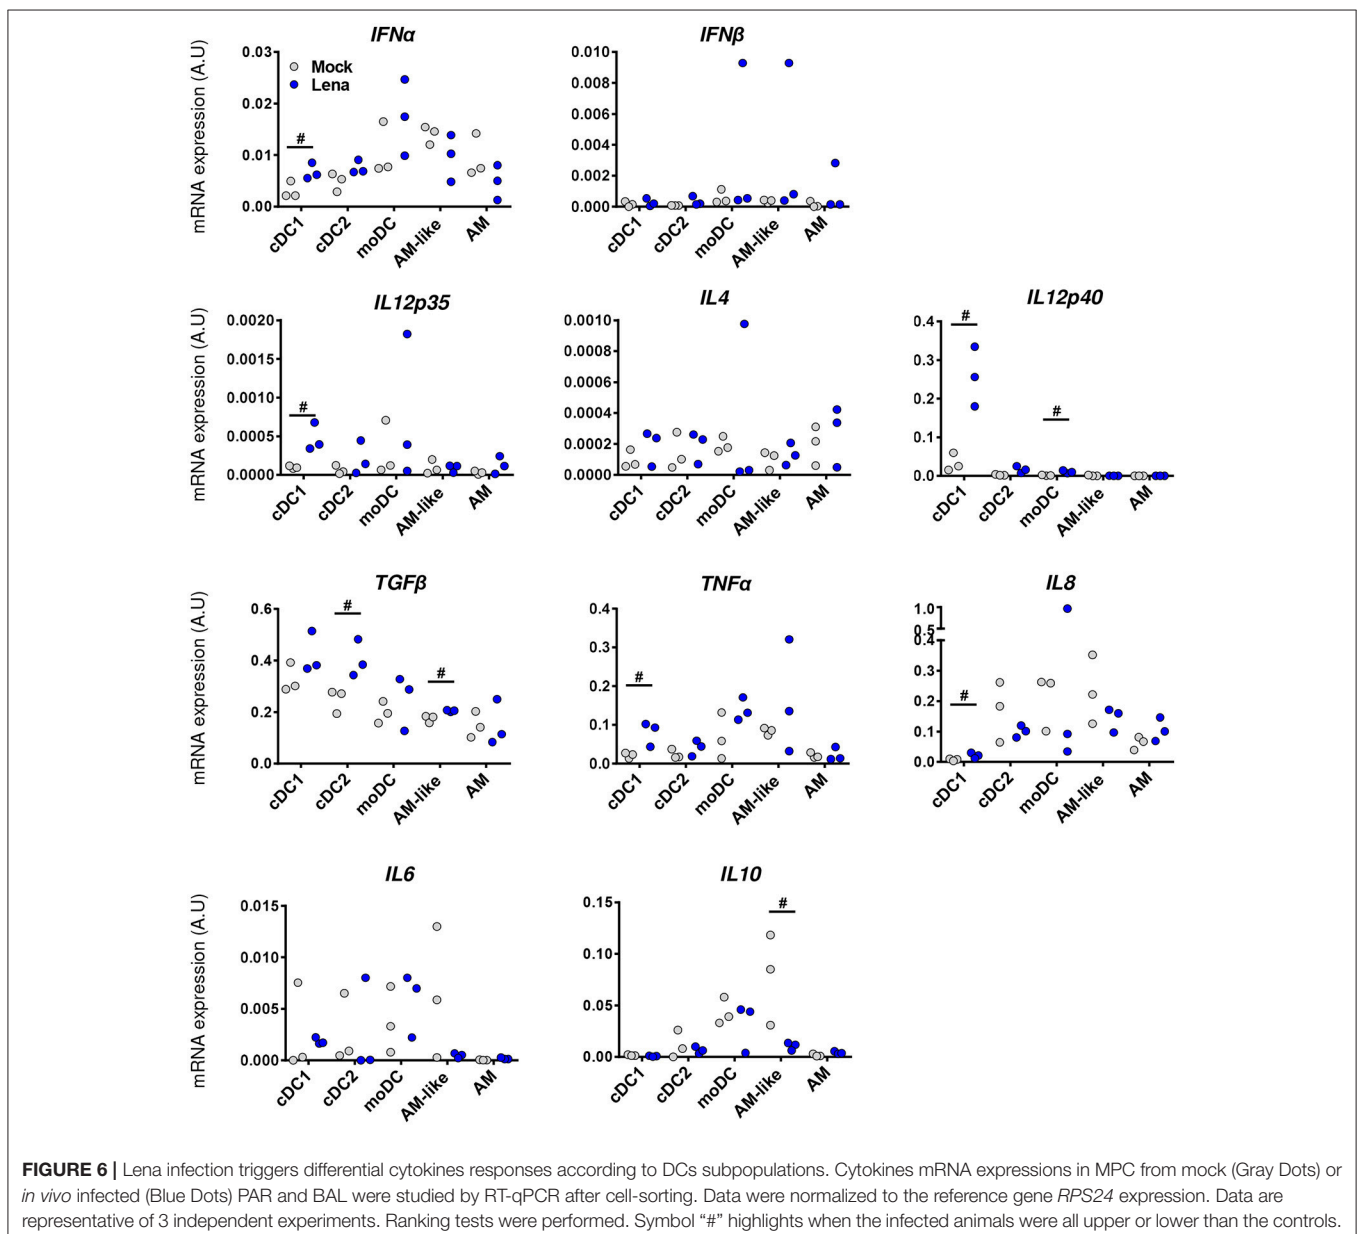 IFNα
mRNA expression (A.U)
0.03
0.02
0.01
0.00
Mock
Lena
#
cDC1
cDC2
moDC
AM-like
AM
IFNβ
0.010
0.008
0.006
0.004
0.002
0.000
cDC1
cDC2
moDC
AM-like
AM
IL12p35
mRNA expression (A.U)
0.0020
0.0015
0.0010
0.0005
0.0000
#
cDC1
cDC2
moDC
AM-like
AM
IL4
0.0010
0.0008
0.0006
0.0004
0.0002
0.0000
cDC1
cDC2
moDC
AM-like
AM
IL12p40
0.4
0.3
0.2
0.1
0.0
#
#
cDC1
cDC2
moDC
AM-like
AM
TGFβ
mRNA expression (A.U)
0.6
0.4
0.2
0.0
#
#
cDC1
cDC2
moDC
AM-like
AM
TNFα
0.4
0.3
0.2
0.1
0.0
#
cDC1
cDC2
moDC
AM-like
AM
IL8
1.0
0.5
0.4
0.3
0.2
0.1
0.0
#
cDC1
cDC2
moDC
AM-like
AM
IL6
mRNA expression (A.U)
0.015
0.010
0.005
0.000
cDC1
cDC2
moDC
AM-like
AM
IL10
0.15
0.10
0.05
0.00
#
cDC1
cDC2
moDC
AM-like
AM
FIGURE 6 | Lena infection triggers differential cytokines responses according to DCs subpopulations. Cytokines mRNA expressions in MPC from mock (Gray Dots) or
in vivo infected (Blue Dots) PAR and BAL were studied by RT-qPCR after cell-sorting. Data were normalized to the reference gene RPS24 expression. Data are
representative of 3 independent experiments. Ranking tests were performed. Symbol “#” highlights when the infected animals were all upper or lower than the controls.